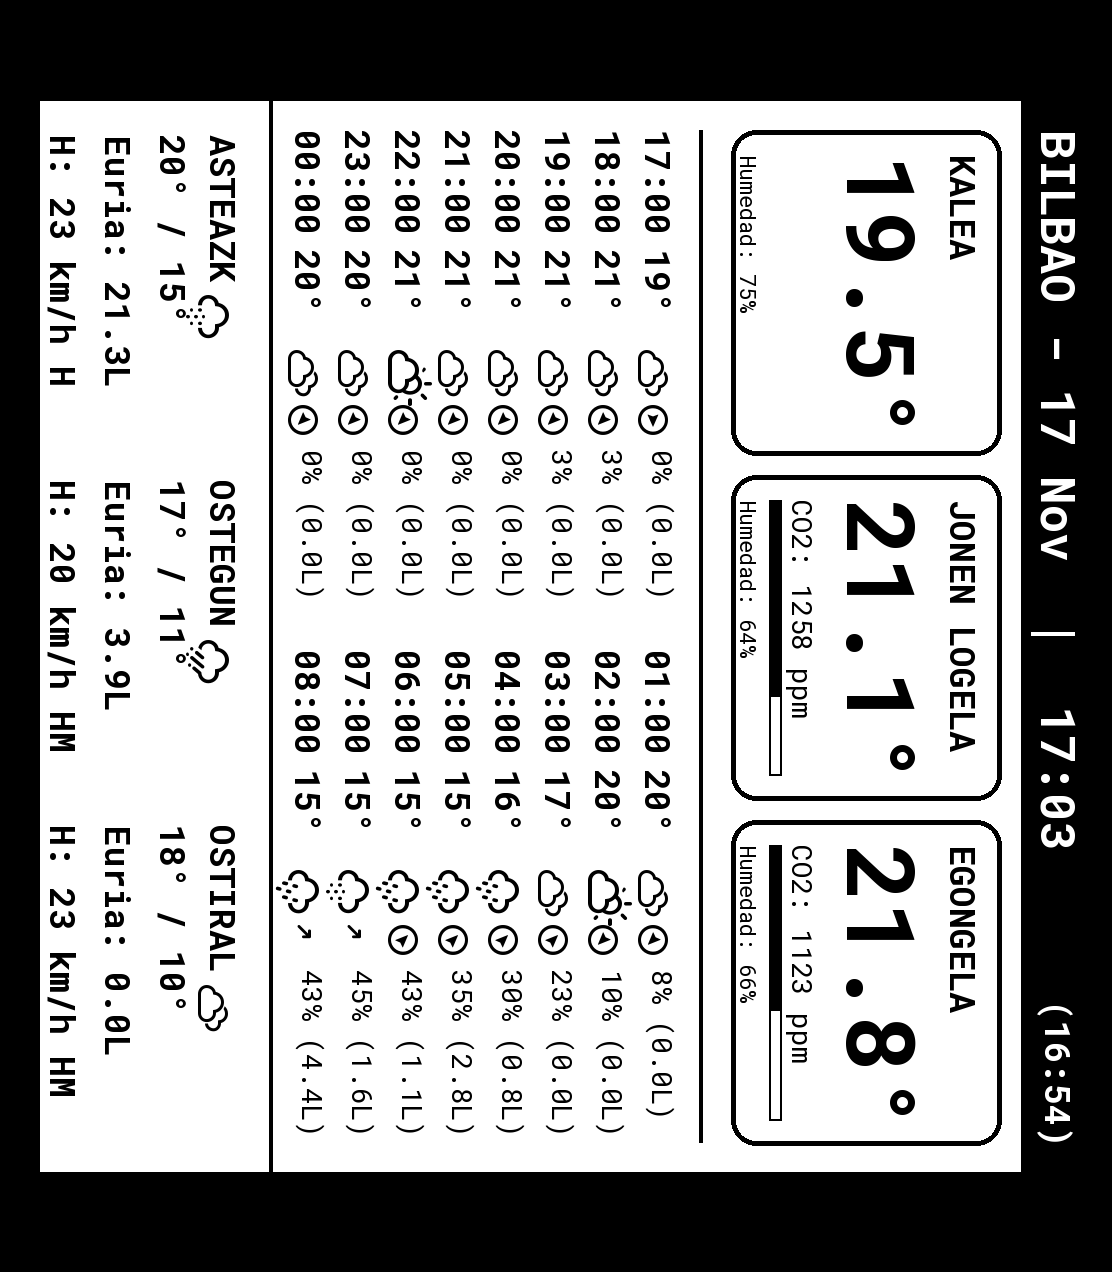 BILBAO - 17 Nov | 17:03 (16:54)
KALEA
19.5°
Humedad: 75%
JONEN LOGELA
21.1°
CO2: 1258 ppm
Humedad: 64%
EGONGELA
21.8°
CO2: 1123 ppm
Humedad: 66%
17:00 19° 0% (0.0L)
18:00 21° 3% (0.0L)
19:00 21° 3% (0.0L)
20:00 21° 0% (0.0L)
21:00 21° 0% (0.0L)
22:00 21° 0% (0.0L)
23:00 20° 0% (0.0L)
00:00 20° 0% (0.0L)
01:00 20° 8% (0.0L)
02:00 20° 10% (0.0L)
03:00 17° 23% (0.0L)
04:00 16° 30% (0.8L)
05:00 15° 35% (2.8L)
06:00 15° 43% (1.1L)
07:00 15° 45% (1.6L)
08:00 15° 43% (4.4L)
ASTEAZK
20° / 15°
Euria: 21.3L
H: 23 km/h H
OSTEGUN
17° / 11°
Euria: 3.9L
H: 20 km/h HM
OSTIRAL
18° / 10°
Euria: 0.0L
H: 23 km/h HM